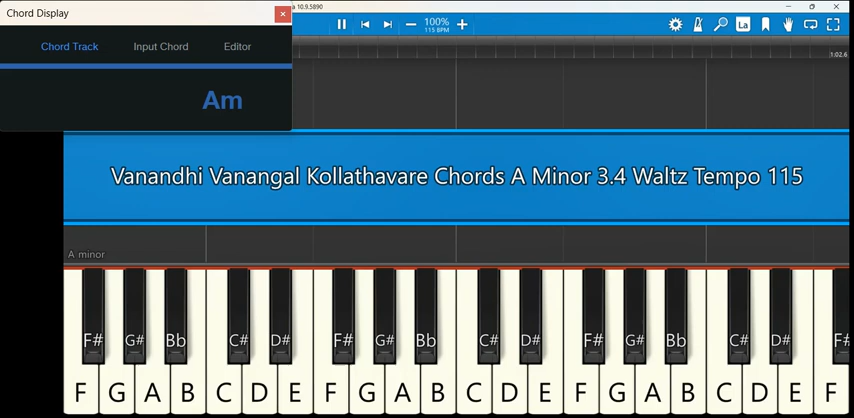 Chord Display
a 10.9.5890
100%
115 BPM
La
Chord Track Input Chord Editor
1:02.6
Am
Vanandhi Vanangal Kollathavare Chords A Minor 3.4 Waltz Tempo 115
A minor
F# G# Bb C# D# F# G# Bb C# D# F# G# Bb C# D# F#
F G A B C D E F G A B C D E F G A B C D E F